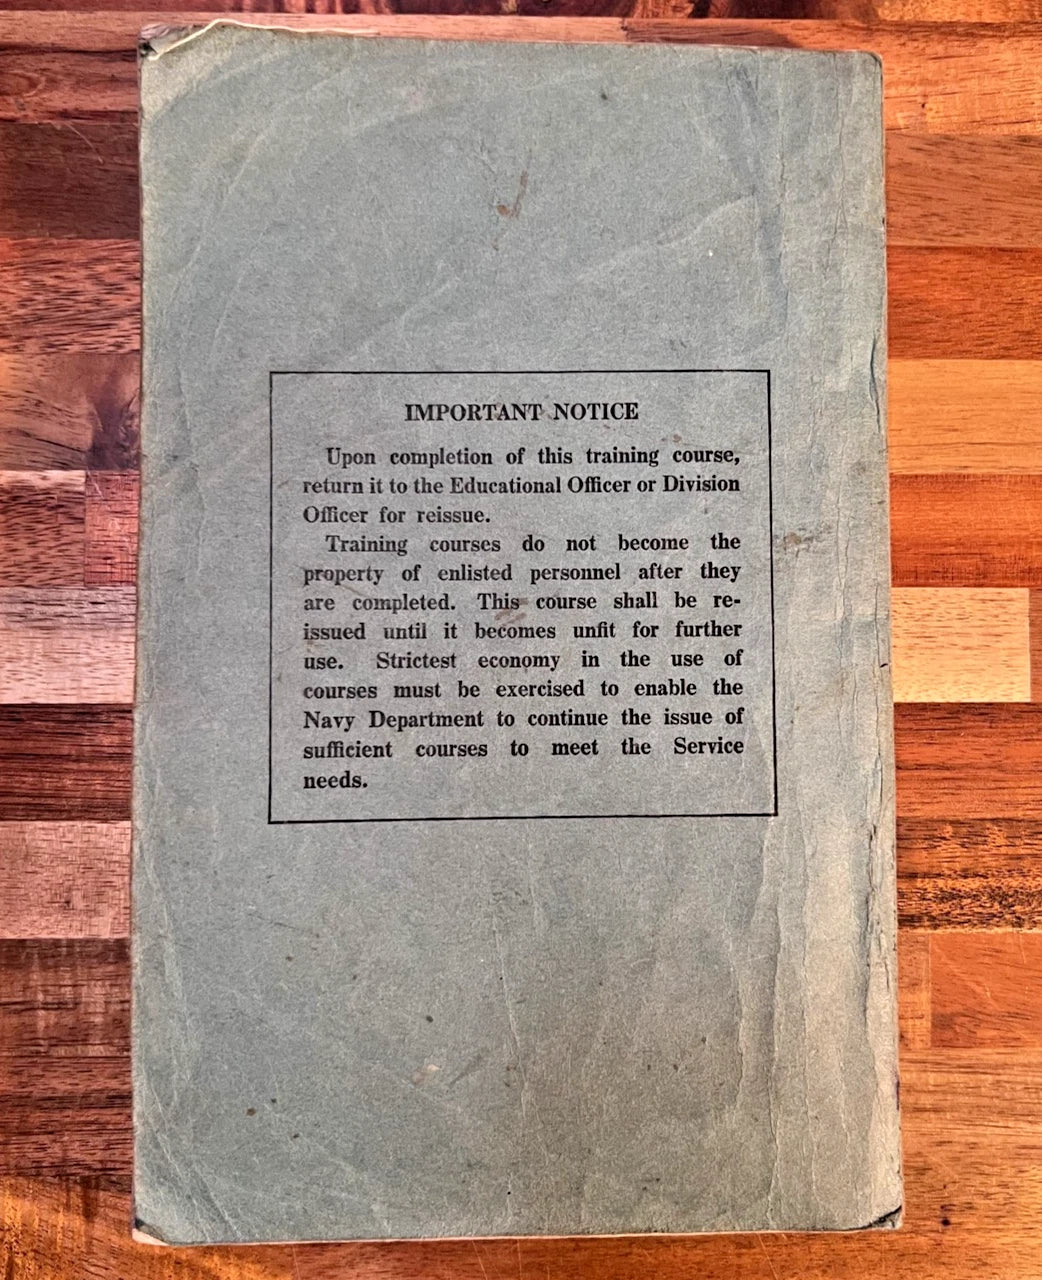 IMPORTANT NOTICE
Upon completion of this training course,
return it to the Educational Officer or Division
Officer for reissue.
Training courses do not become the
property of enlisted personnel after they
are completed. This course shall be re-
issued until it becomes unfit for further
use. Strictest economy in the use of
courses must be exercised to enable the
Navy Department to continue the issue of
sufficient courses to meet the Service
needs.